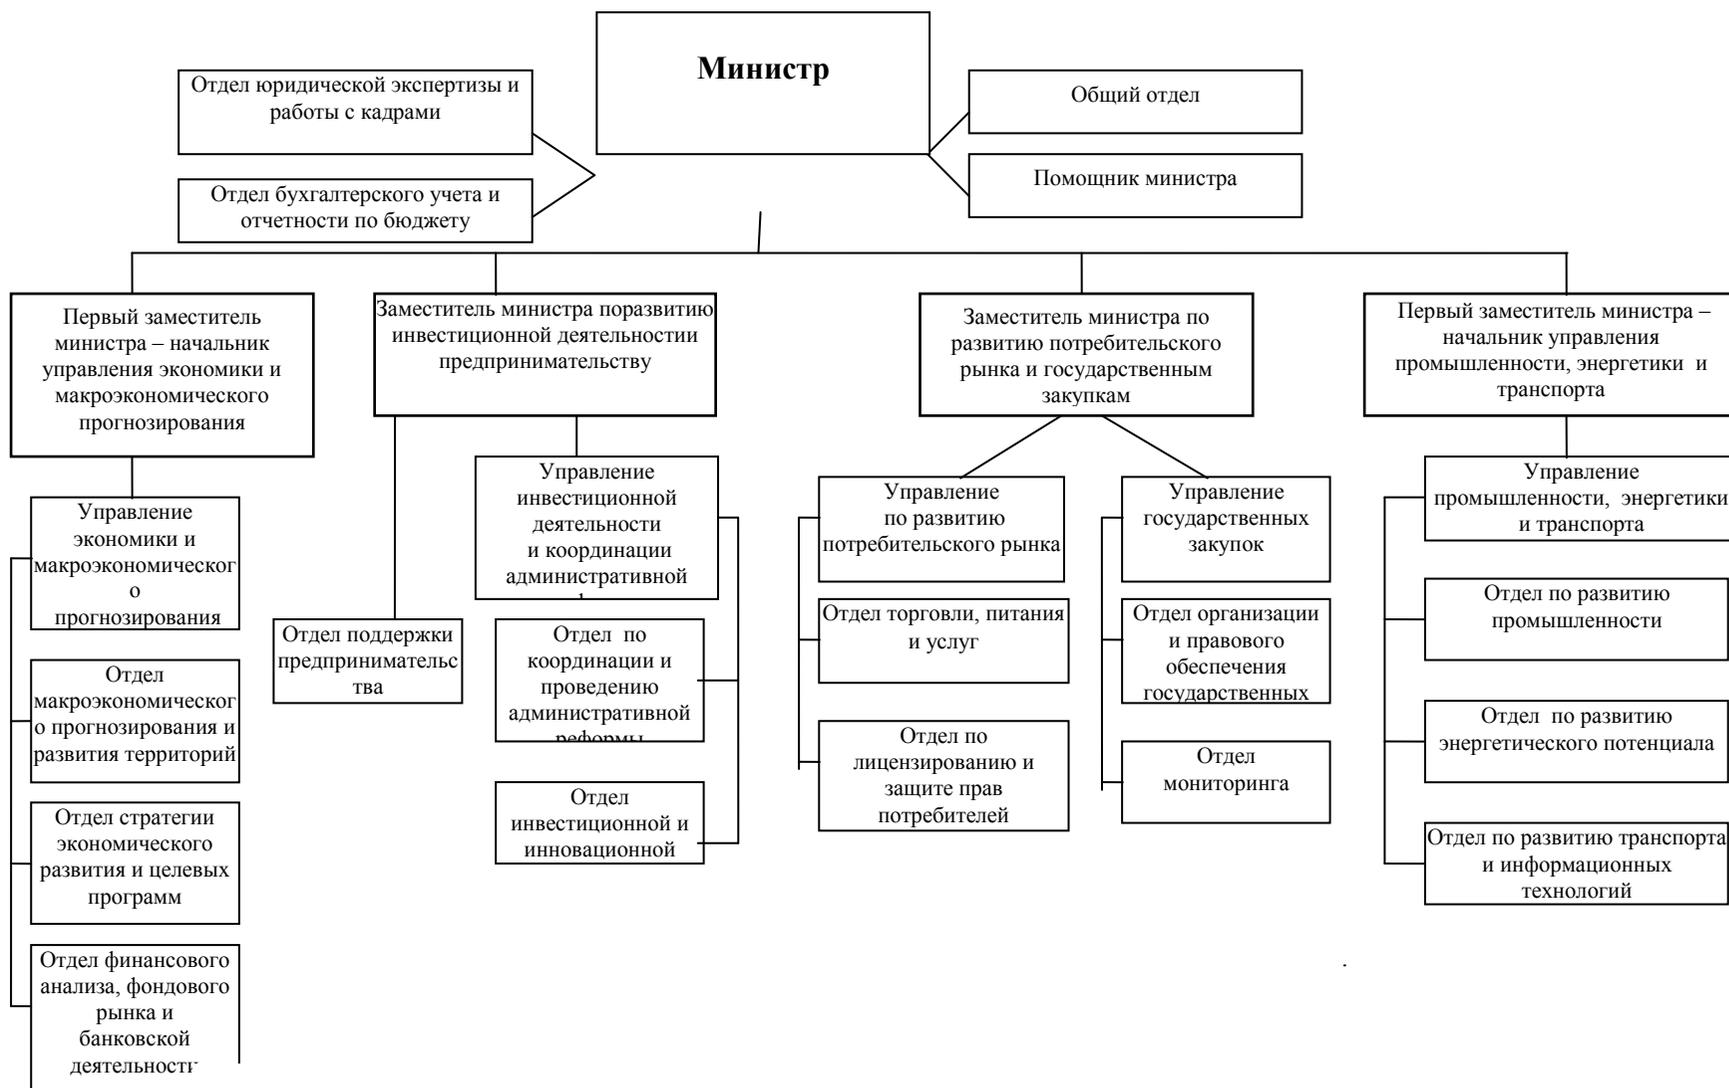 Министр
Отдел юридической экспертизы и
работы с кадрами
Общий отдел
Отдел бухгалтерского учета и
отчетности по бюджету
Помощник министра
Первый заместитель
министра – начальник
управления экономики и
макроэкономического
прогнозирования
Заместитель министра поразвитию
инвестиционной деятельностии
предпринимательству
Заместитель министра по
развитию потребительского
рынка и государственным
закупкам
Первый заместитель министра –
начальник управления
промышленности, энергетики и
транспорта
Управление
экономики и
макроэкономическог
о
прогнозирования
Отдел
макроэкономическог
о прогнозирования и
развития территорий
Отдел стратегии
экономического
развития и целевых
программ
Отдел финансового
анализа, фондового
рынка и
банковской
деятельности
Отдел поддержки
предпринимательс
тва
Управление
инвестиционной
деятельности
и координации
административной
Отдел по
координации и
проведению
административной
реформы
Отдел
инвестиционной и
инновационной
Управление
по развитию
потребительского рынка
Отдел торговли, питания
и услуг
Отдел по
лицензированию и
защите прав
потребителей
Управление
государственных
закупок
Отдел организации
и правового
обеспечения
государственных
Отдел
мониторинга
Управление
промышленности, энергетики
и транспорта
Отдел по развитию
промышленности
Отдел по развитию
энергетического потенциала
Отдел по развитию транспорта
и информационных
технологий